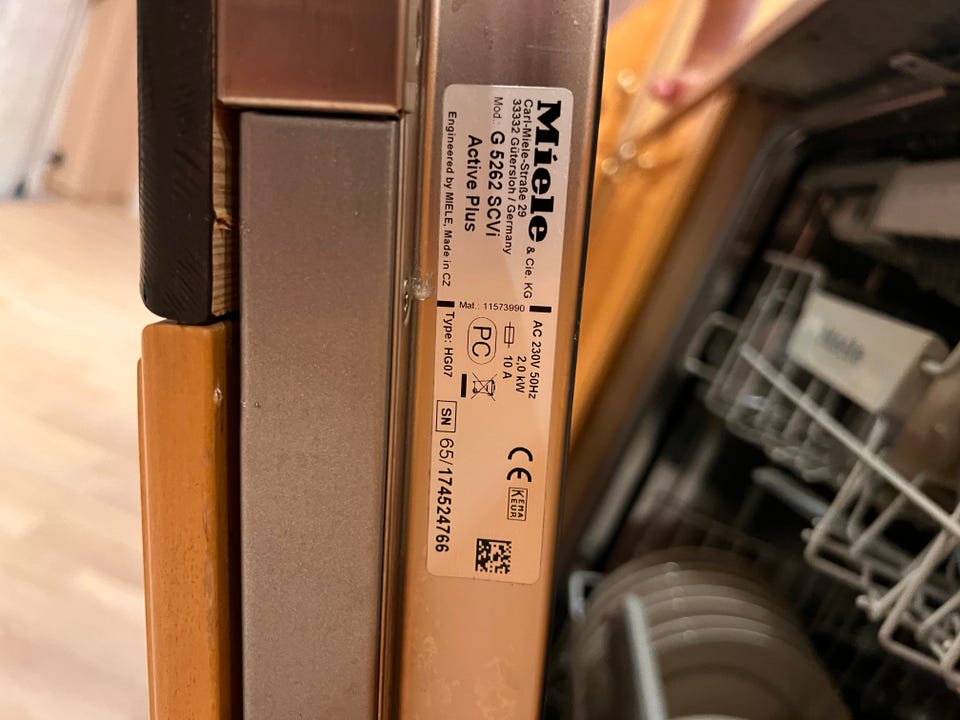 Miele & Cie. KG
Carl-Miele-Straße 29
33332 Gütersloh / Germany
Mod.: G 5262 SCVi
Active Plus
Engineered by MIELE, Made in CZ
Mat.: 11573990
AC 230V 50Hz
2,0 kW
10 A
PC
Type: HG07
SN 65/174524766
CE
KEMA
KEUR
Miele